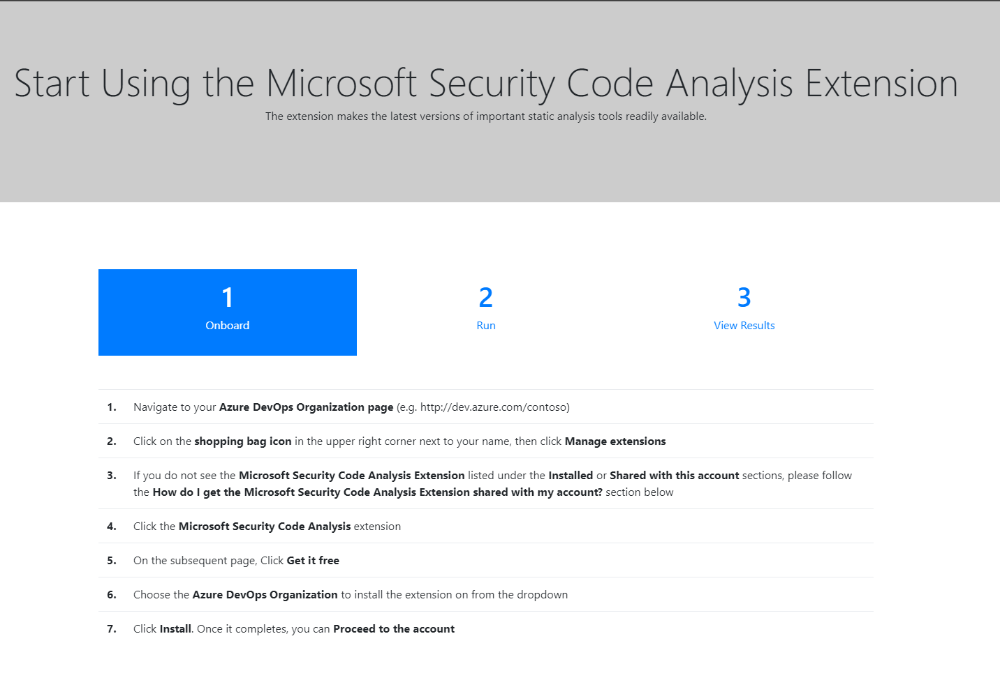 Start Using the Microsoft Security Code Analysis Extension
The extension makes the latest versions of important static analysis tools readily available.
1
Onboard
2
Run
3
View Results
1. Navigate to your Azure DevOps Organization page (e.g. http://dev.azure.com/contoso)
2. Click on the shopping bag icon in the upper right corner next to your name, then click Manage extensions
3. If you do not see the Microsoft Security Code Analysis Extension listed under the Installed or Shared with this account sections, please follow
the How do I get the Microsoft Security Code Analysis Extension shared with my account? section below
4. Click the Microsoft Security Code Analysis extension
5. On the subsequent page, Click Get it free
6. Choose the Azure DevOps Organization to install the extension on from the dropdown
7. Click Install. Once it completes, you can Proceed to the account